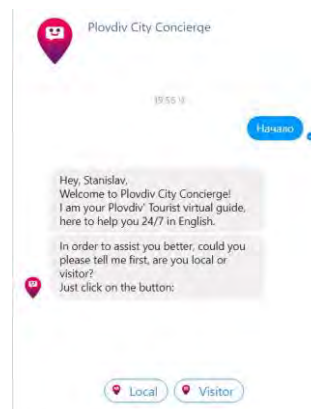 Plovdiv City Concierge
19:55 ч.
Начало
Hey, Stanislav,
Welcome to Plovdiv City Concierge!
I am your Plovdiv' Tourist virtual guide,
here to help you 24/7 in English.
In order to assist you better, could you
please tell me first, are you local or
visitor?
Just click on the button:
Local
Visitor